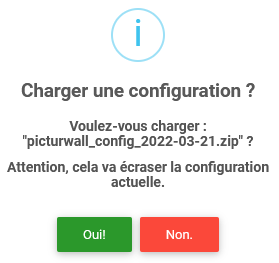 Charger une configuration ?
Voulez-vous charger :
"picturwall_config_2022-03-21.zip" ?
Attention, cela va écraser la configuration
actuelle.
Oui!
Non.